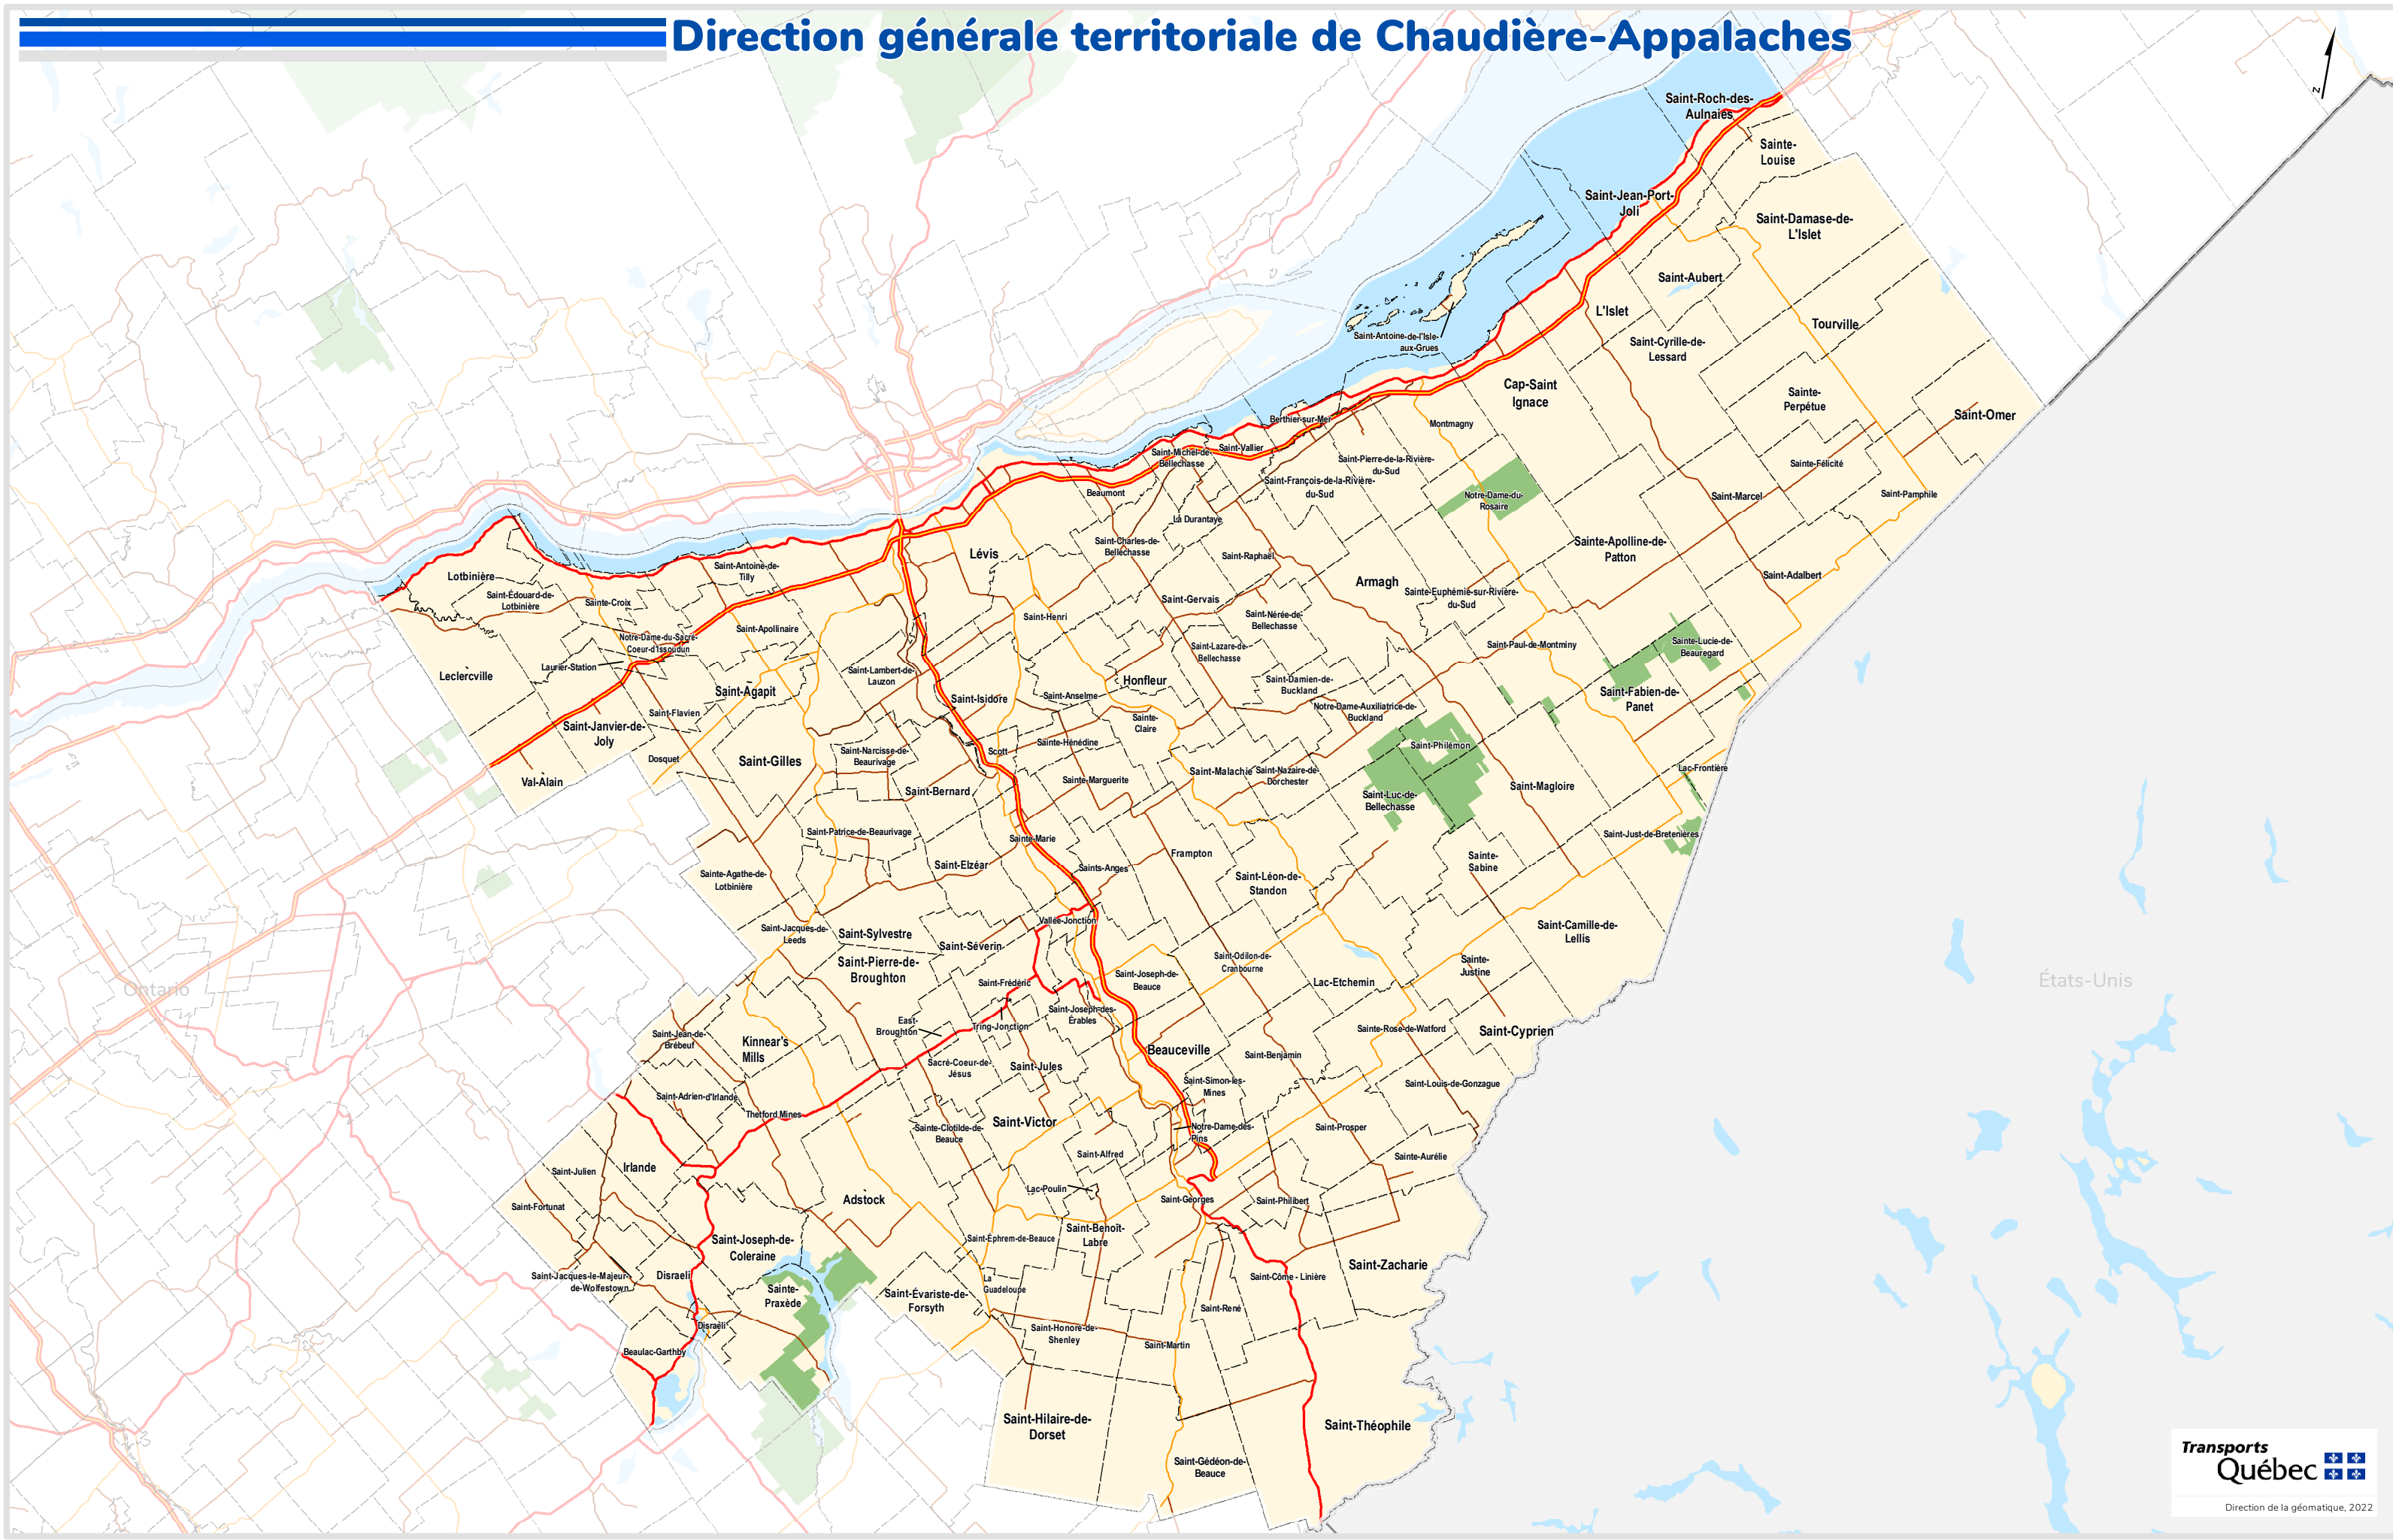 Direction générale territoriale de Chaudière-Appalaches
N
Saint-Roch-des-
Aulnaies
Sainte-
Louise
Saint-Jean-Port-
Joli
Saint-Damase-de-
L'Islet
Saint-Aubert
L'Islet
Tourville
Saint-Antoine-de-l'Isle-
aux-Grues
Saint-Cyrille-de-
Lessard
Cap-Saint
Ignace
Sainte-
Perpétue
Saint-Omer
Berthier-sur-Mer
Montmagny
Saint-Vallier
Saint-Michel-de-
Bellechasse
Saint-Pierre-de-la-Rivière-
du-Sud
Sainte-Félicité
Saint-François-de-la-Rivière-
du-Sud
Beaumont
Notre-Dame-du-
Rosaire
Saint-Marcel
Saint-Pamphile
La Durantaye
Saint-Charles-de-
Bellechasse
Sainte-Apolline-de-
Patton
Lévis
Saint-Raphaël
Saint-Antoine-de-
Tilly
Lotbinière
Armagh
Saint-Adalbert
Saint-Édouard-de-
Lotbinière
Sainte-Croix
Saint-Gervais
Sainte-Euphémie-sur-Rivière-
du-Sud
Saint-Henri
Saint-Nérée-de-
Bellechasse
Saint-Apollinaire
Notre-Dame-du-Sacré-
Coeur-d'Issoudun
Saint-Lazare-de-
Bellechasse
Saint-Paul-de-Montminy
Sainte-Lucie-de-
Beauregard
Laurier-Station
Leclercville
Saint-Lambert-de-
Lauzon
Honfleur
Saint-Damien-de-
Buckland
Saint-Agapit
Saint-Isidore
Saint-Anselme
Saint-Fabien-de-
Panet
Saint-Flavien
Notre-Dame-Auxiliatrice-de-
Buckland
Saint-Janvier-de-
Joly
Sainte-
Claire
Scott
Sainte-Hénédine
Saint-Philémon
Dosquet
Saint-Gilles
Saint-Narcisse-de-
Beaurivage
Lac-Frontière
Val-Alain
Saint-Malachie
Saint-Nazaire-de-
Dorchester
Sainte-Marguerite
Saint-Bernard
Saint-Magloire
Saint-Luc-de-
Bellechasse
Saint-Patrice-de-Beaurivage
Sainte-Marie
Saint-Just-de-Bretenières
Saint-Elzéar
Saints-Anges
Frampton
Sainte-
Sabine
Sainte-Agathe-de-
Lotbinière
Saint-Léon-de-
Standon
Vallée-Jonction
Saint-Jacques-de-
Leeds
Saint-Sylvestre
Saint-Séverin
Saint-Camille-de-
Lellis
Saint-Pierre-de-
Broughton
Saint-Odilon-de-
Cranbourne
Sainte-
Justine
Saint-Frédéric
Saint-Joseph-de-
Beauce
Lac-Etchemin
Ontario
États-Unis
Saint-Joseph-des-
Érables
East-
Broughton
Tring-Jonction
Sainte-Rose-de-Watford
Saint-Cyprien
Saint-Jean-de-
Brébeuf
Kinnear's
Mills
Beauceville
Saint-Benjamin
Sacré-Coeur-de-
Jésus
Saint-Jules
Saint-Simon-les-
Mines
Saint-Louis-de-Gonzague
Saint-Adrien-d'Irlande
Thetford Mines
Saint-Victor
Sainte-Clotilde-de-
Beauce
Notre-Dame-des-
Pins
Saint-Prosper
Saint-Alfred
Sainte-Aurélie
Saint-Julien
Irlande
Lac-Poulin
Saint-Georges
Saint-Philibert
Saint-Fortunat
Adstock
Saint-Joseph-de-
Coleraine
Saint-Éphrem-de-Beauce
Saint-Benoît-
Labre
Saint-Zacharie
Saint-Jacques-le-Majeur-
de-Wolfestown
Disraeli
La
Guadeloupe
Saint-Côme - Linière
Sainte-
Praxède
Saint-Évariste-de-
Forsyth
Saint-René
Disraeli
Saint-Honoré-de-
Shenley
Saint-Martin
Beaulac-Garthby
Saint-Hilaire-de-
Dorset
Saint-Théophile
Saint-Gédéon-de-
Beauce
Transports
Québec
Direction de la géomatique, 2022